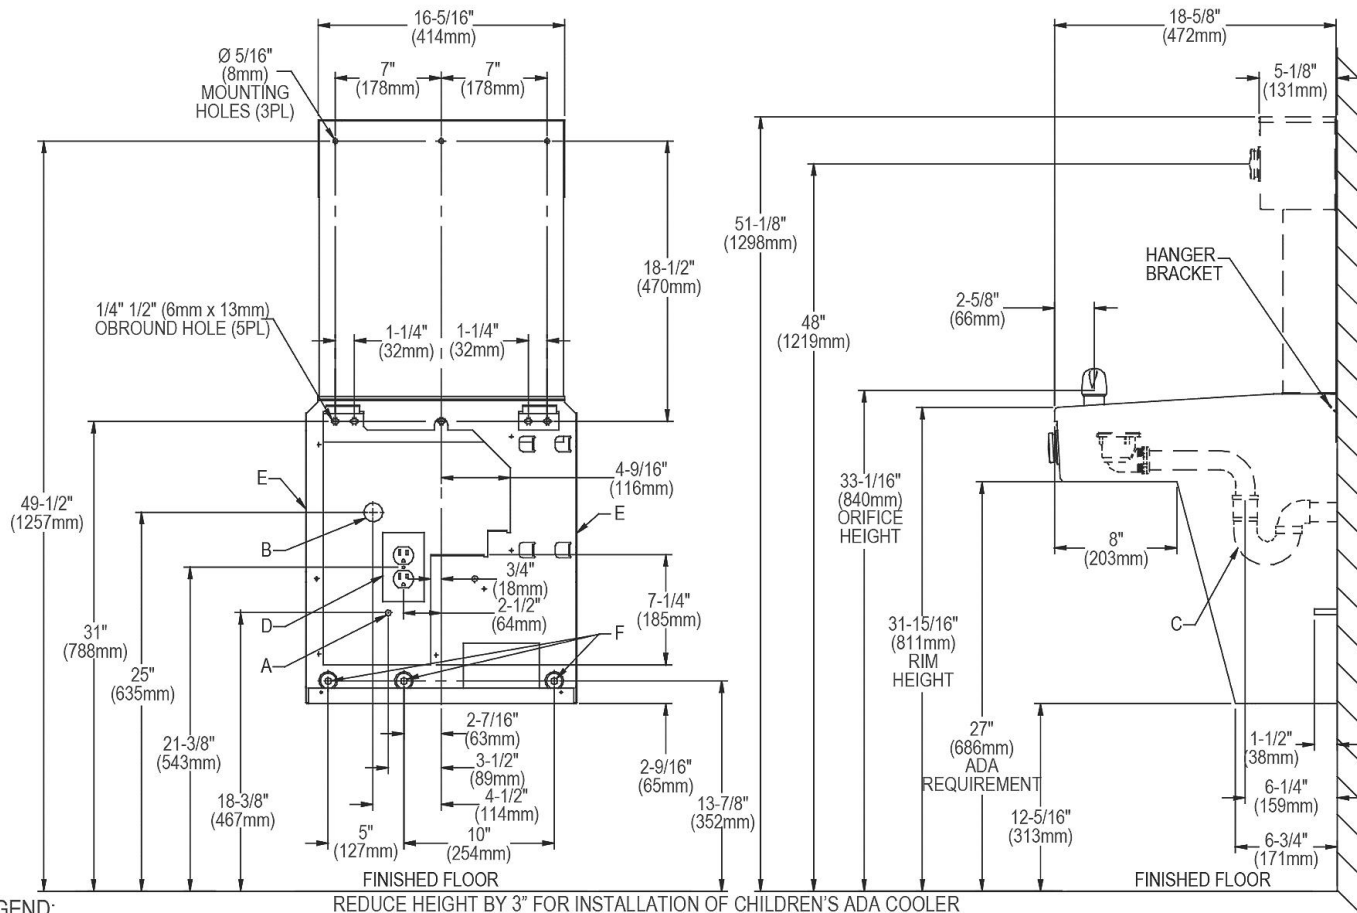 16-5/16"
(414mm)
Ø 5/16"
(8mm)
MOUNTING
HOLES (3PL)
7"
(178mm)
7"
(178mm)
18-1/2"
(470mm)
1/4" 1/2" (6mm x 13mm)
OBROUND HOLE (5PL)
1-1/4"
(32mm)
1-1/4"
(32mm)
4-9/16"
(116mm)
E
E
49-1/2"
(1257mm)
B
3/4"
(18mm)
2-1/2"
(64mm)
7-1/4"
(185mm)
D
A
F
31"
(788mm)
25"
(635mm)
21-3/8"
(543mm)
18-3/8"
(467mm)
2-7/16"
(63mm)
3-1/2"
(89mm)
4-1/2"
(114mm)
5"
(127mm)
10"
(254mm)
2-9/16"
(65mm)
13-7/8"
(352mm)
FINISHED FLOOR
18-5/8"
(472mm)
5-1/8"
(131mm)
51-1/8"
(1298mm)
HANGER
BRACKET
2-5/8"
(66mm)
48"
(1219mm)
33-1/16"
(840mm)
ORIFICE
HEIGHT
8"
(203mm)
31-15/16"
(811mm)
RIM
HEIGHT
C
27"
(686mm)
ADA
REQUIREMENT
1-1/2"
(38mm)
6-1/4"
(159mm)
12-5/16"
(313mm)
6-3/4"
(171mm)
FINISHED FLOOR
GEND:
REDUCE HEIGHT BY 3” FOR INSTALLATION OF CHILDREN'S ADA COOLER